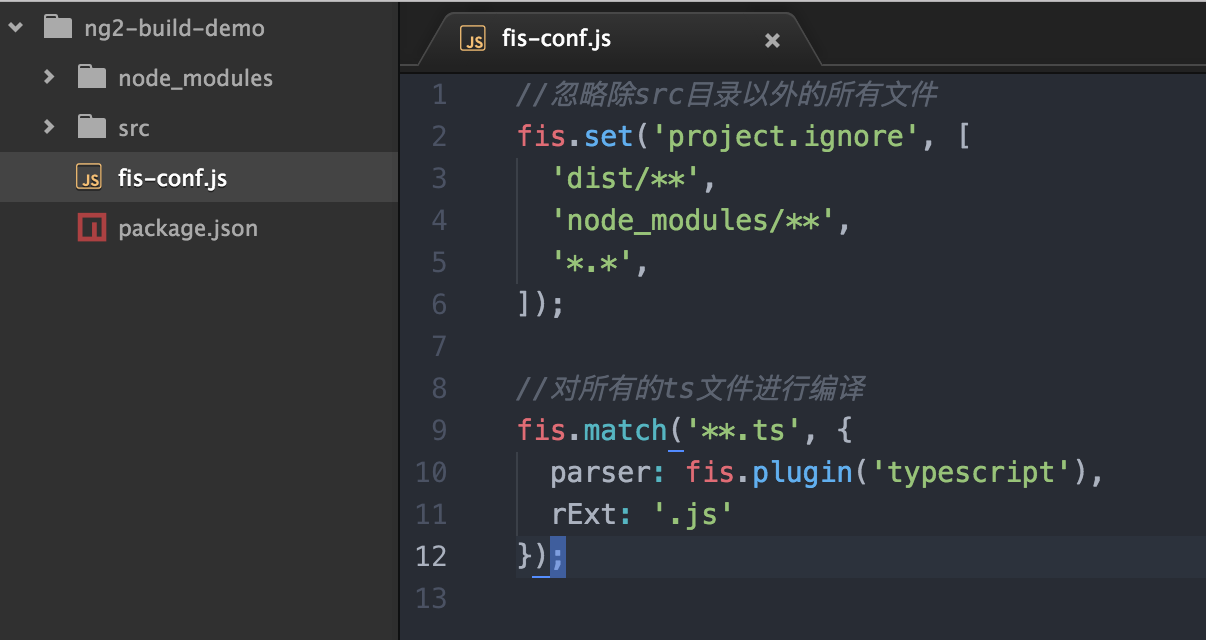 ng2-build-demo
node_modules
src
fis-conf.js
package.json
fis-conf.js
1 //忽略除src目录以外的所有文件
2 fis.set('project.ignore', [
3 'dist/**',
4 'node_modules/**',
5 '*.*',
6 ]);
7
8 //对所有的ts文件进行编译
9 fis.match('**.ts', {
10 parser: fis.plugin('typescript'),
11 rExt: '.js'
12 });
13